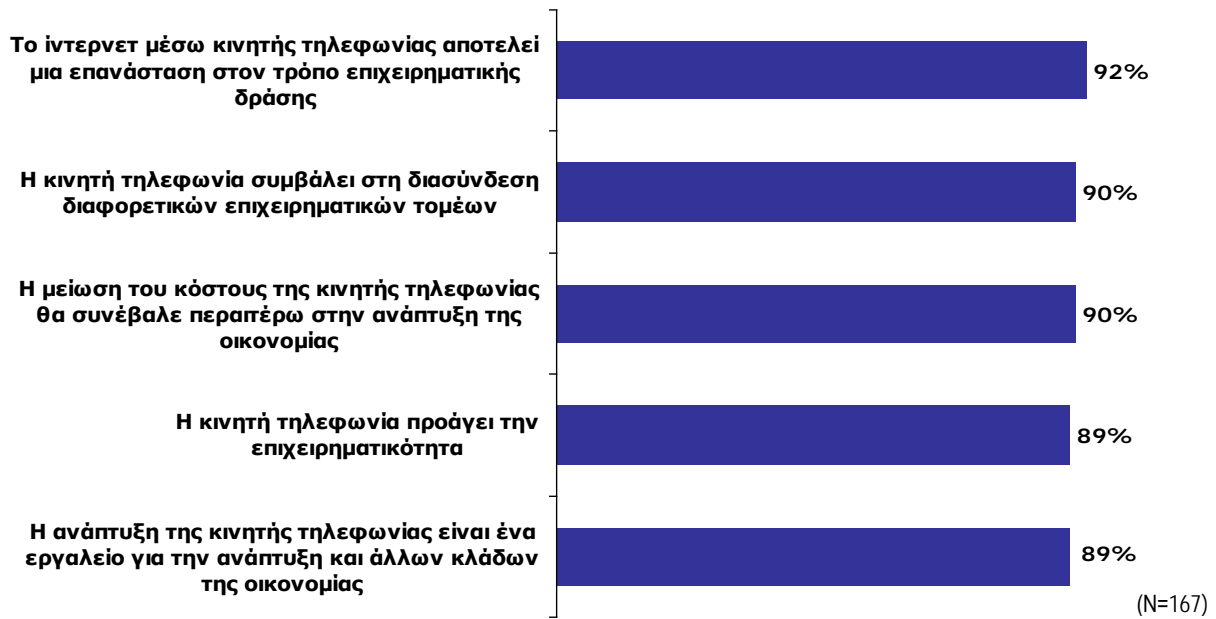 Το ίντερνετ μέσω κινητής τηλεφωνίας αποτελεί
μια επανάσταση στον τρόπο επιχειρηματικής
δράσης
92%
Η κινητή τηλεφωνία συμβάλει στη διασύνδεση
διαφορετικών επιχειρηματικών τομέων
90%
Η μείωση του κόστους της κινητής τηλεφωνίας
θα συνέβαλε περαιτέρω στην ανάπτυξη της
οικονομίας
90%
Η κινητή τηλεφωνία προάγει την
επιχειρηματικότητα
89%
Η ανάπτυξη της κινητής τηλεφωνίας είναι ένα
εργαλείο για την ανάπτυξη και άλλων κλάδων
της οικονομίας
89%
(N=167)